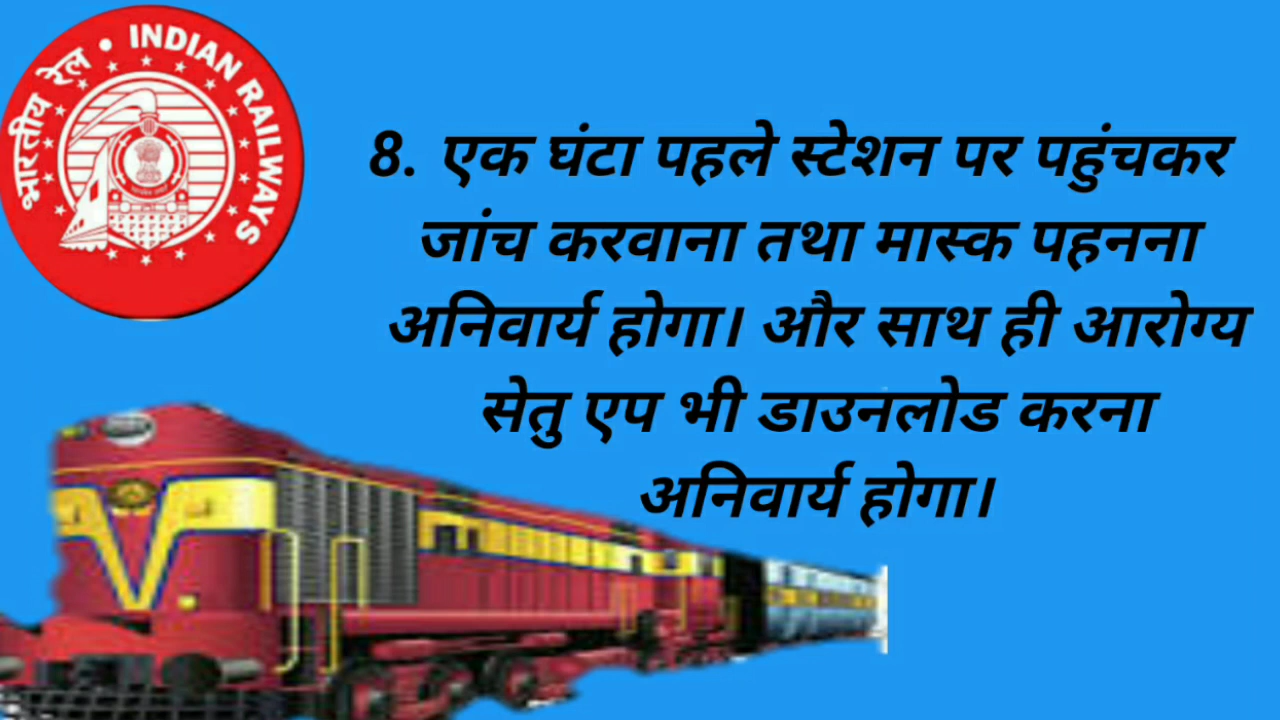 भारतीय रेल • INDIAN RAILWAYS
8. एक घंटा पहले स्टेशन पर पहुंचकर
जांच करवाना तथा मास्क पहनना
अनिवार्य होगा। और साथ ही आरोग्य
सेतु एप भी डाउनलोड करना
अनिवार्य होगा।